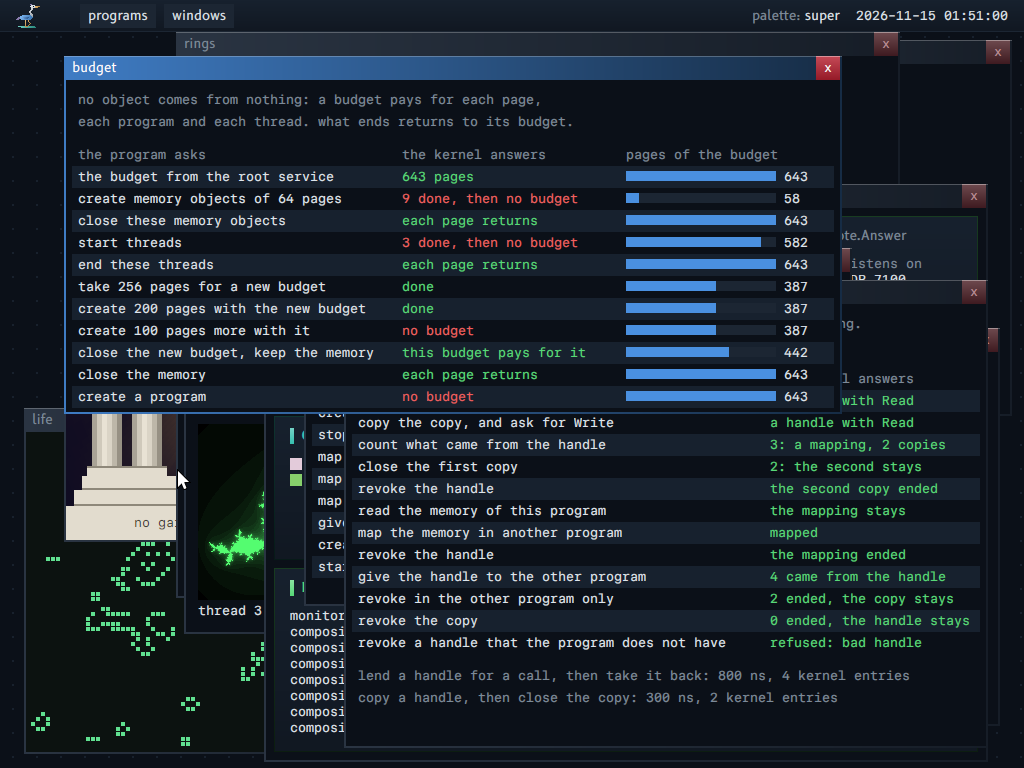 programs windows palette: super 2026-11-15 01:51:00
rings x
x
budget x
no object comes from nothing: a budget pays for each page,
each program and each thread. what ends returns to its budget.
the program asks the kernel answers pages of the budget
the budget from the root service 643 pages 643
create memory objects of 64 pages 9 done, then no budget 58
close these memory objects each page returns 643
start threads 3 done, then no budget 582
end these threads each page returns 643
take 256 pages for a new budget done 387
create 200 pages with the new budget done 387
create 100 pages more with it no budget 387
close the new budget, keep the memory this budget pays for it 442
close the memory each page returns 643
create a program no budget 643
x
.Answer
istens on
7100
x
answers
with Read
copy the copy, and ask for Write a handle with Read
count what came from the handle 3: a mapping, 2 copies
close the first copy 2: the second stays
revoke the handle the second copy ended
read the memory of this program the mapping stays
map the memory in another program mapped
revoke the handle the mapping ended
give the handle to the other program 4 came from the handle
revoke in the other program only 2 ended, the copy stays
revoke the copy 0 ended, the handle stays
revoke a handle that the program does not have refused: bad handle
lend a handle for a call, then take it back: 800 ns, 4 kernel entries
copy a handle, then close the copy: 300 ns, 2 kernel entries
life
no ga
thread 3
stop
map
map
map
give
crea
star
monitor
composi
composi
composi
composi
composi
composi
composi